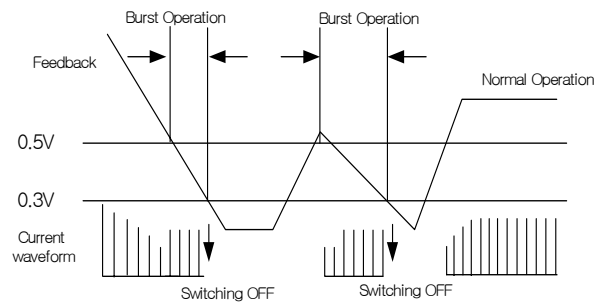 Burst Operation
Burst Operation
Feedback
Normal Operation
0.5V
0.3V
Current
waveform
Switching OFF
Switching OFF